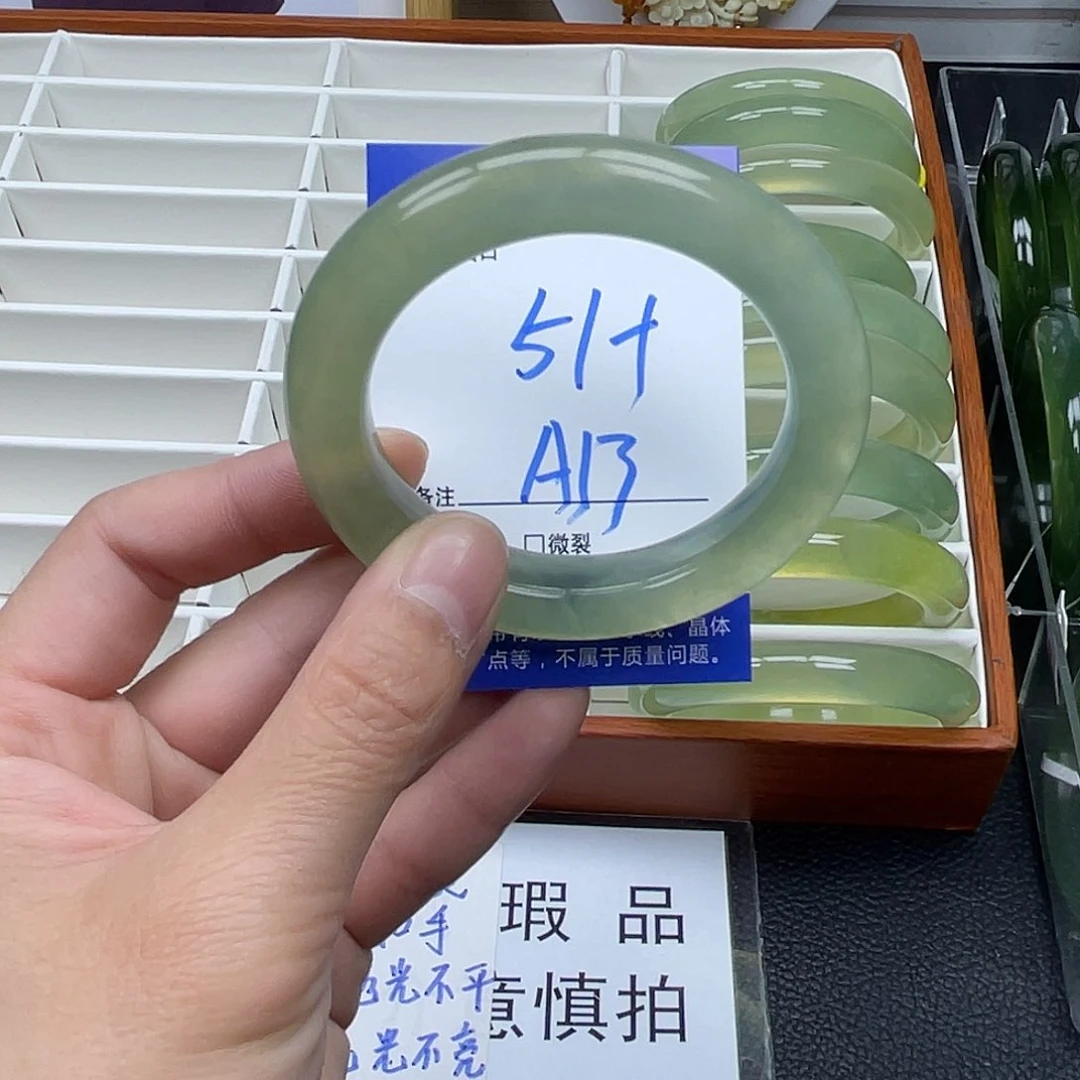 51+
A13
备注
□微裂
晶体
点等，不属于质量问题。
瑕 品
手
光不平
意慎拍
光不亮